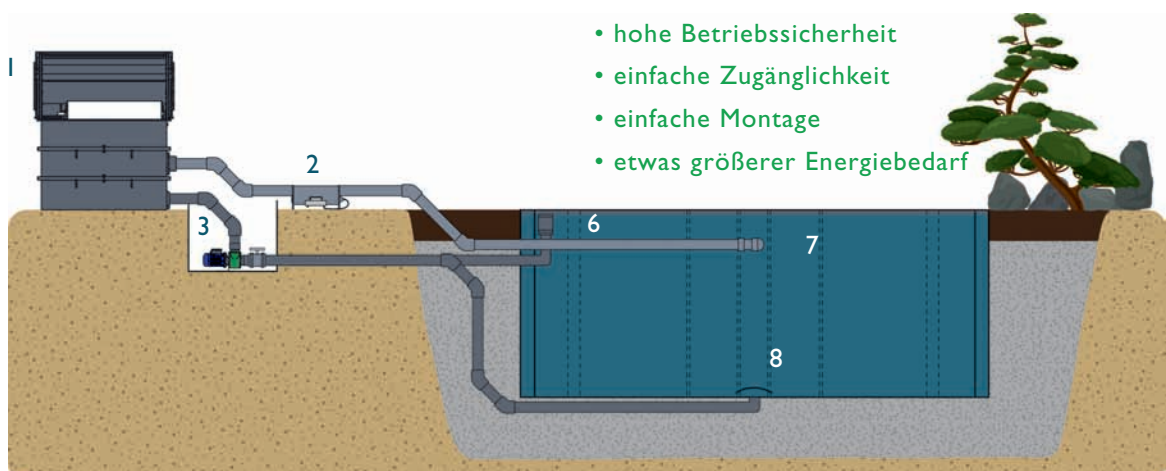 • hohe Betriebssicherheit
• einfache Zugänglichkeit
• einfache Montage
• etwas größerer Energiebedarf
1
2
3
6
7
8